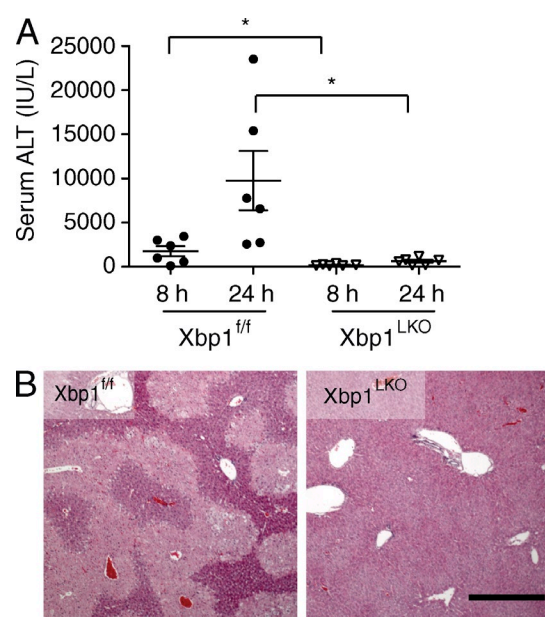 A
*
*
25000
20000
15000
10000
5000
0
Serum ALT (IU/L)
8 h 24 h 8 h 24 h
Xbp1f/f Xbp1LKO
B
Xbp1f/f Xbp1LKO